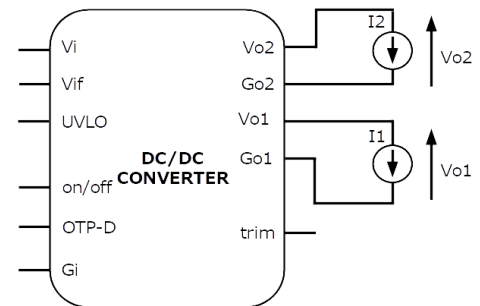 Vi
Vif
UVLO
on/off
OTP-D
Gi
DC/DC
CONVERTER
Vo2
Go2
Vo1
Go1
trim
I2
Vo2
I1
Vo1